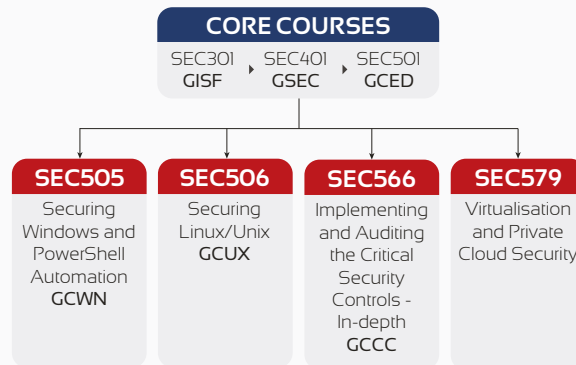 CORE COURSES
SEC301 SEC401 SEC501
GISF GSEC GCED
SEC505
Securing
Windows and
PowerShell
Automation
GCWN
SEC506
Securing
Linux/Unix
GCUX
SEC566
Implementing
and Auditing
the Critical
Security
Controls -
In-depth
GCCC
SEC579
Virtualisation
and Private
Cloud Security